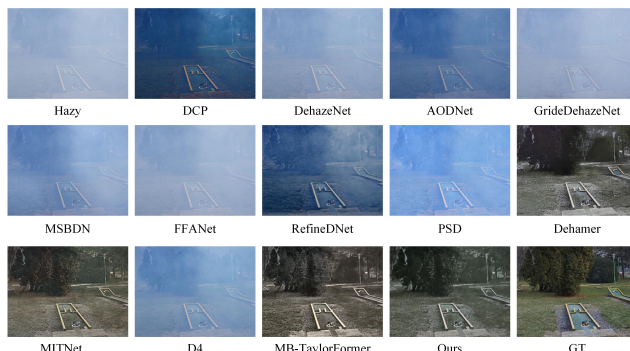 Hazy DCP DehazeNet AODNet GrideDehazeNet
MSBDN FFANet RefineDNet PSD Dehamer
MITNet D4 MB-TaylorFormer Ours GT